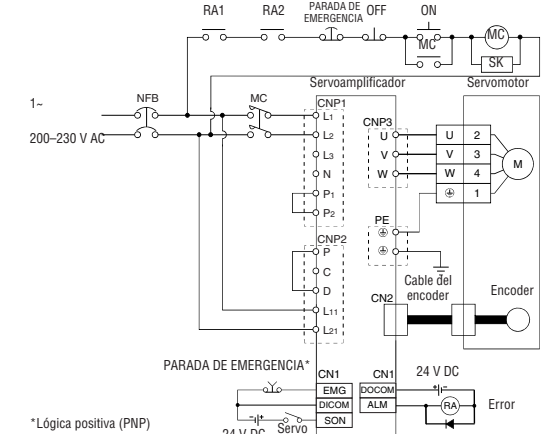 RA1 RA2 PARADA DE EMERGENCIA OFF ON
MC
MC
SK
Servoamplificador Servomotor
1~ NFB MC CNP1
200–230 V AC
L1
L2
L3
N
P1
P2
CNP2
P
C
D
L11
L21
CNP3
U U 2
V V 3
W W 4
1
M
PE
Cable del encoder
Encoder
CN2
PARADA DE EMERGENCIA*
CN1 CN1 24 V DC
EMG DOCOM
DICOM ALM RA Error
SON
*Lógica positiva (PNP)
24 V DC Servo